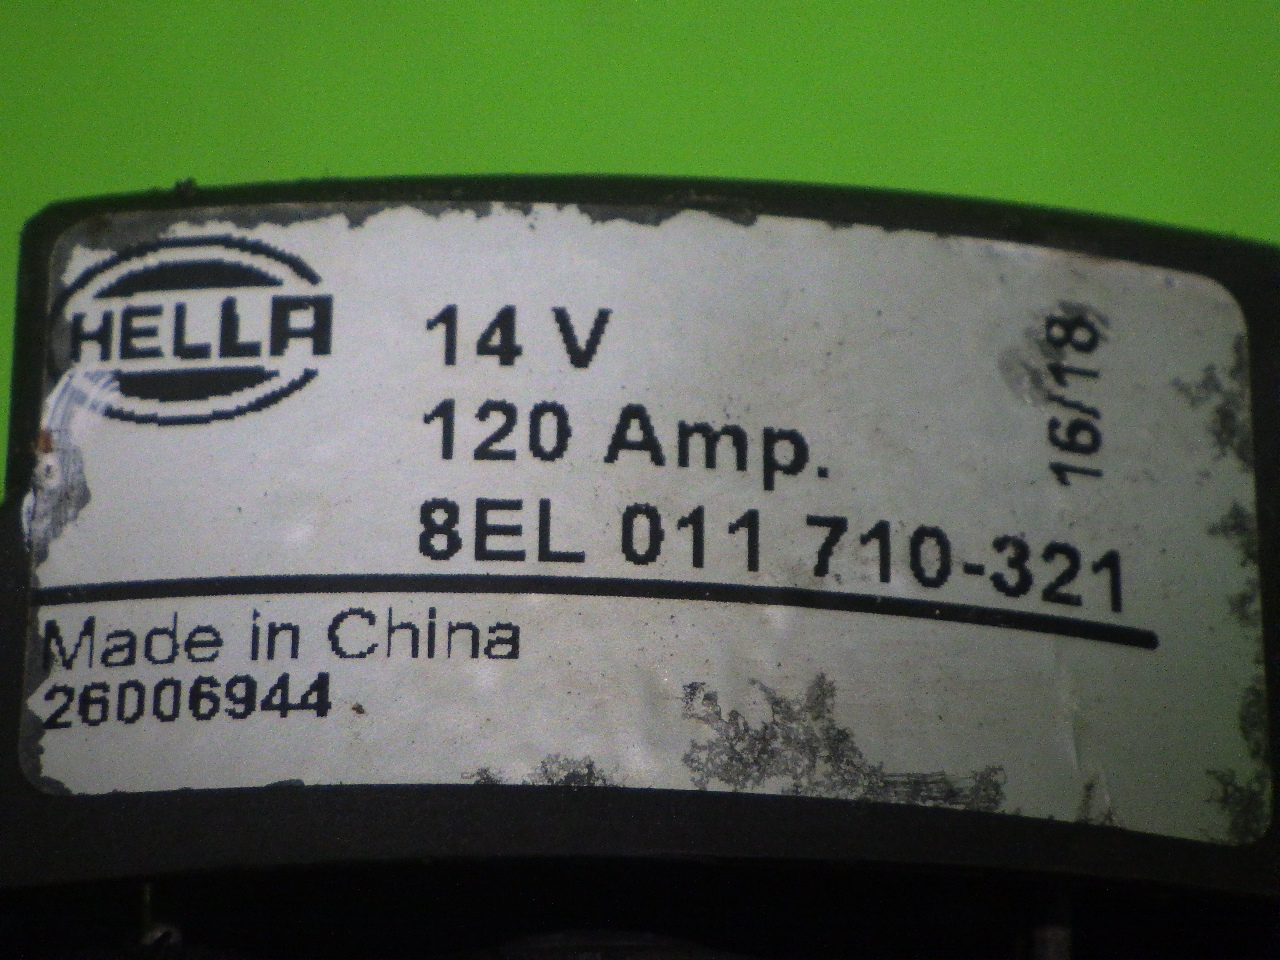 HELLA
14 V
120 Amp.
8EL 011 710-321
16/18
Made in China
26006944